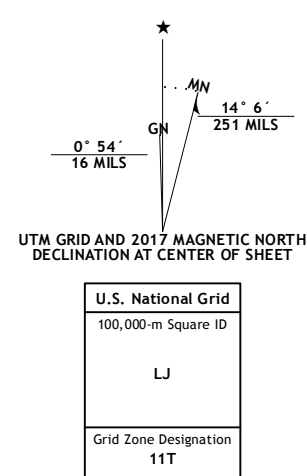 MN
GN
0° 54´
16 MILS
14° 6´
251 MILS
UTM GRID AND 2017 MAGNETIC NORTH
DECLINATION AT CENTER OF SHEET
U.S. National Grid
100,000-m Square ID
LJ
Grid Zone Designation
11T